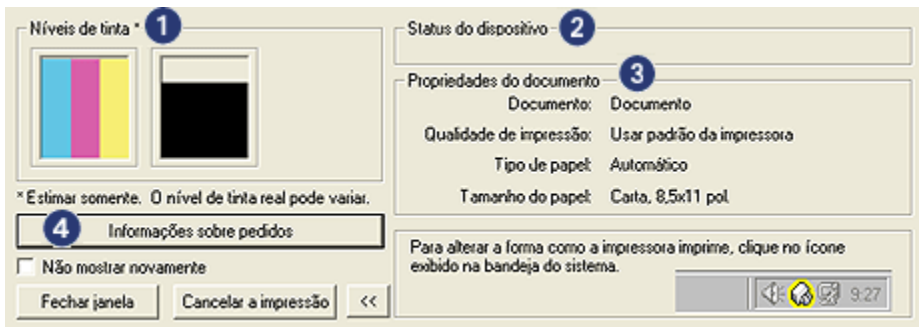 Níveis de tinta * 1
* Estimar somente. O nível de tinta real pode variar.
4 Informações sobre pedidos
Não mostrar novamente
Fechar janela Cancelar a impressão <<
Status do dispositivo 2
Propriedades do documento 3
Documento: Documento
Qualidade de impressão: Usar padrão da impressora
Tipo de papel: Automático
Tamanho do papel: Carta, 8,5x11 pol.
Para alterar a forma como a impressora imprime, clique no ícone
exibido na bandeja do sistema.
9:27